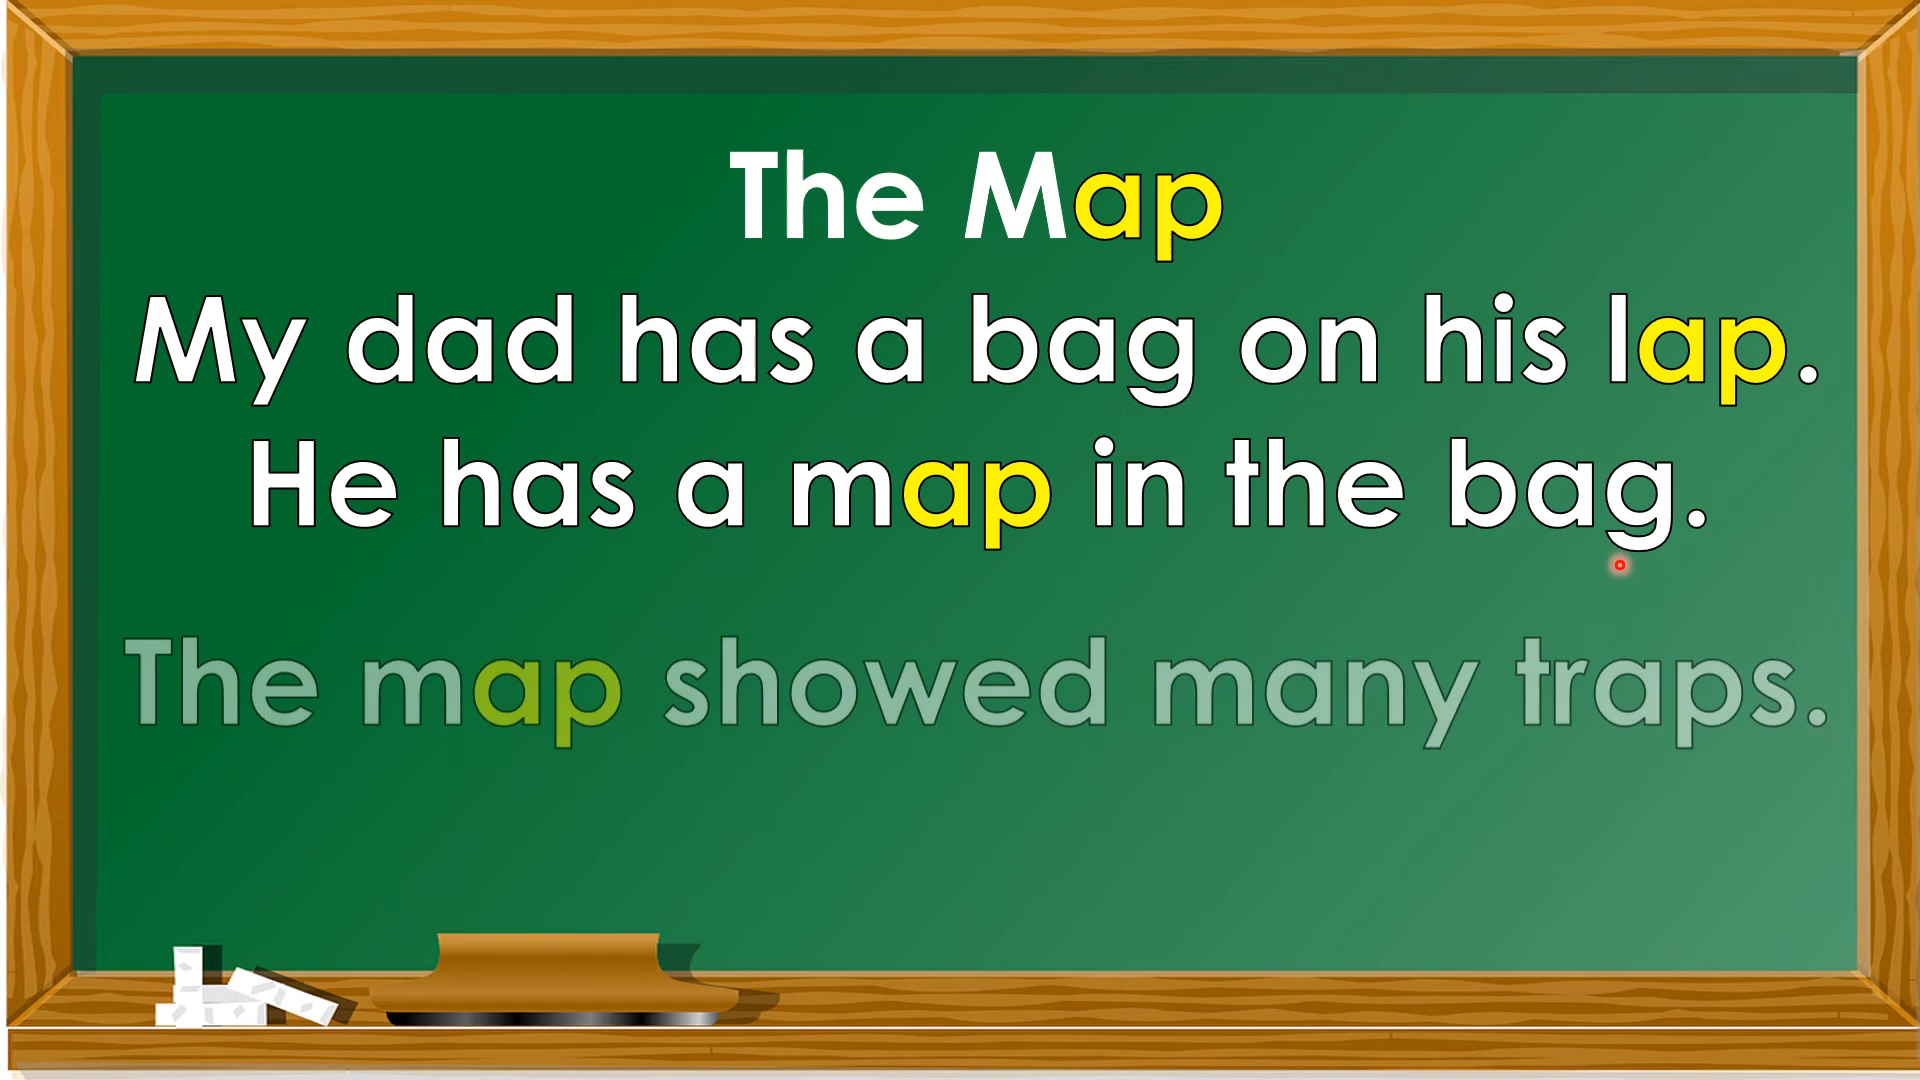 The Map
My dad has a bag on his lap.
He has a map in the bag.
The map showed many traps.